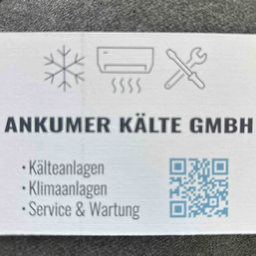 ANKUMER KÄLTE GMBH
• Kälteanlagen
• Klimaanlagen
• Service & Wartung